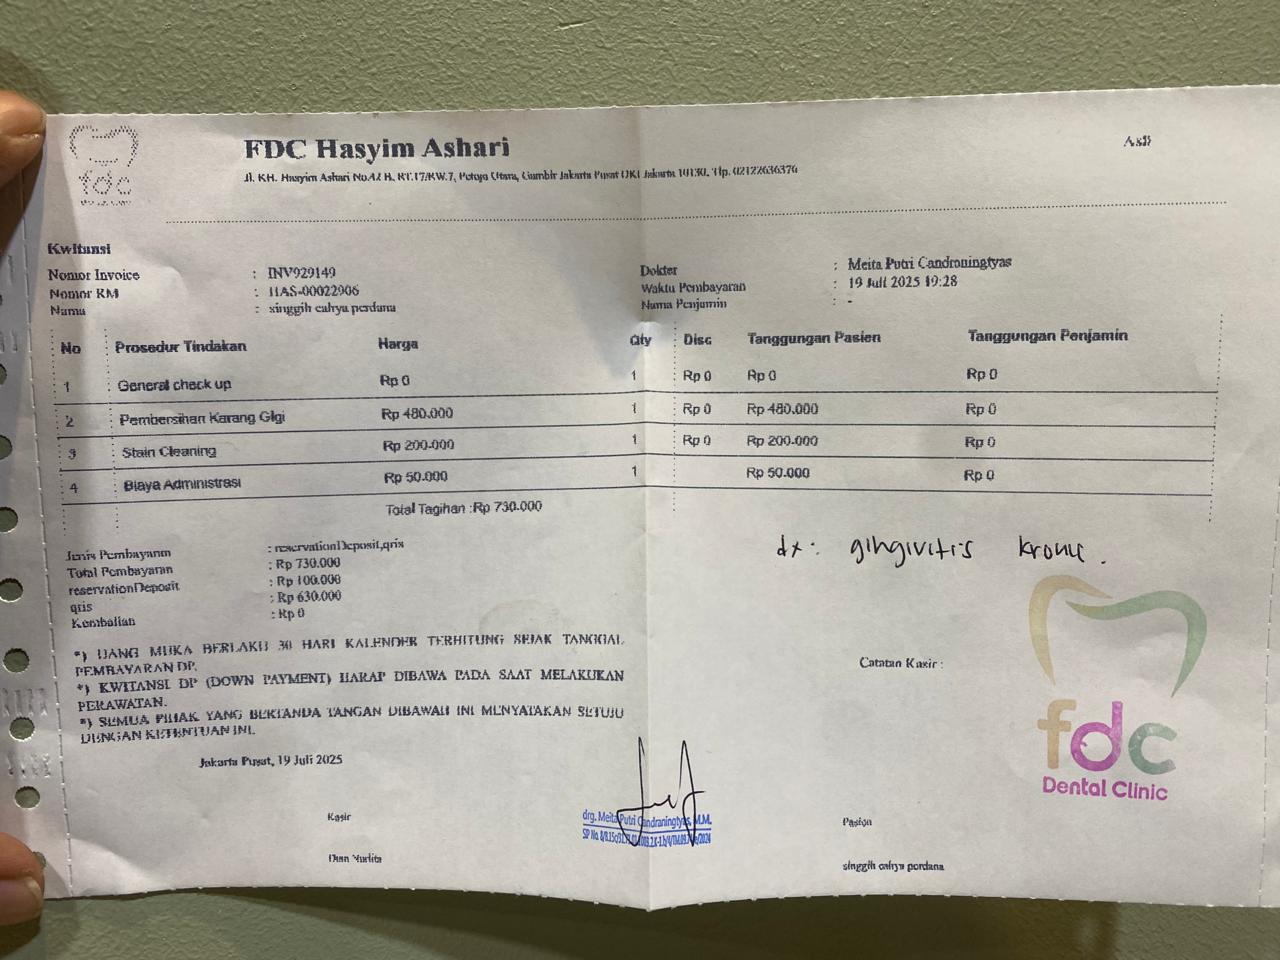 fdc
FDC Hasyim Ashari
Asli
Jl. KH. Hasyim Ashari No.42 B, RT.17/RW.7, Petojo Utara, Gambir Jakarta Pusat DKI Jakarta 10130, Tlp. 02122636376
Kwitansi
Nomor Invoice : INV929149
Nomor RM : HAS-00022906
Nama : singgih cahya perdana
Dokter : Meita Putri Candraningtyas
Waktu Pembayaran : 19 Juli 2025 19:28
Nama Penjamin : -
No Prosedur Tindakan Harga Qty Disc Tanggungan Pasien Tanggungan Penjamin
1 General check up Rp 0 1 Rp 0 Rp 0 Rp 0
2 Pembersihan Karang Gigi Rp 480.000 1 Rp 0 Rp 480.000 Rp 0
3 Stain Cleaning Rp 200.000 1 Rp 0 Rp 200.000 Rp 0
4 Biaya Administrasi Rp 50.000 1 Rp 50.000 Rp 0
Total Tagihan :Rp 730.000
Jenis Pembayaran : reservationDeposit,qris
Total Pembayaran : Rp 730.000
reservationDeposit : Rp 100.000
qris : Rp 630.000
Kembalian : Rp 0
dx: gingivitis kronis.
*) UANG MUKA BERLAKU 30 HARI KALENDER TERHITUNG SEJAK TANGGAL
PEMBAYARAN DP.
*) KWITANSI DP (DOWN PAYMENT) HARAP DIBAWA PADA SAAT MELAKUKAN
PERAWATAN.
*) SEMUA PIHAK YANG BERTANDA TANGAN DIBAWAH INI MENYATAKAN SETUJU
DENGAN KETENTUAN INI.
Catatan Kasir :
fdc
Dental Clinic
Jakarta Pusat, 19 Juli 2025
Kasir
drg. Meita Putri Candraningtyas, M.M.
SP No.
Pasien
Dian Yurlita
singgih cahya perdana